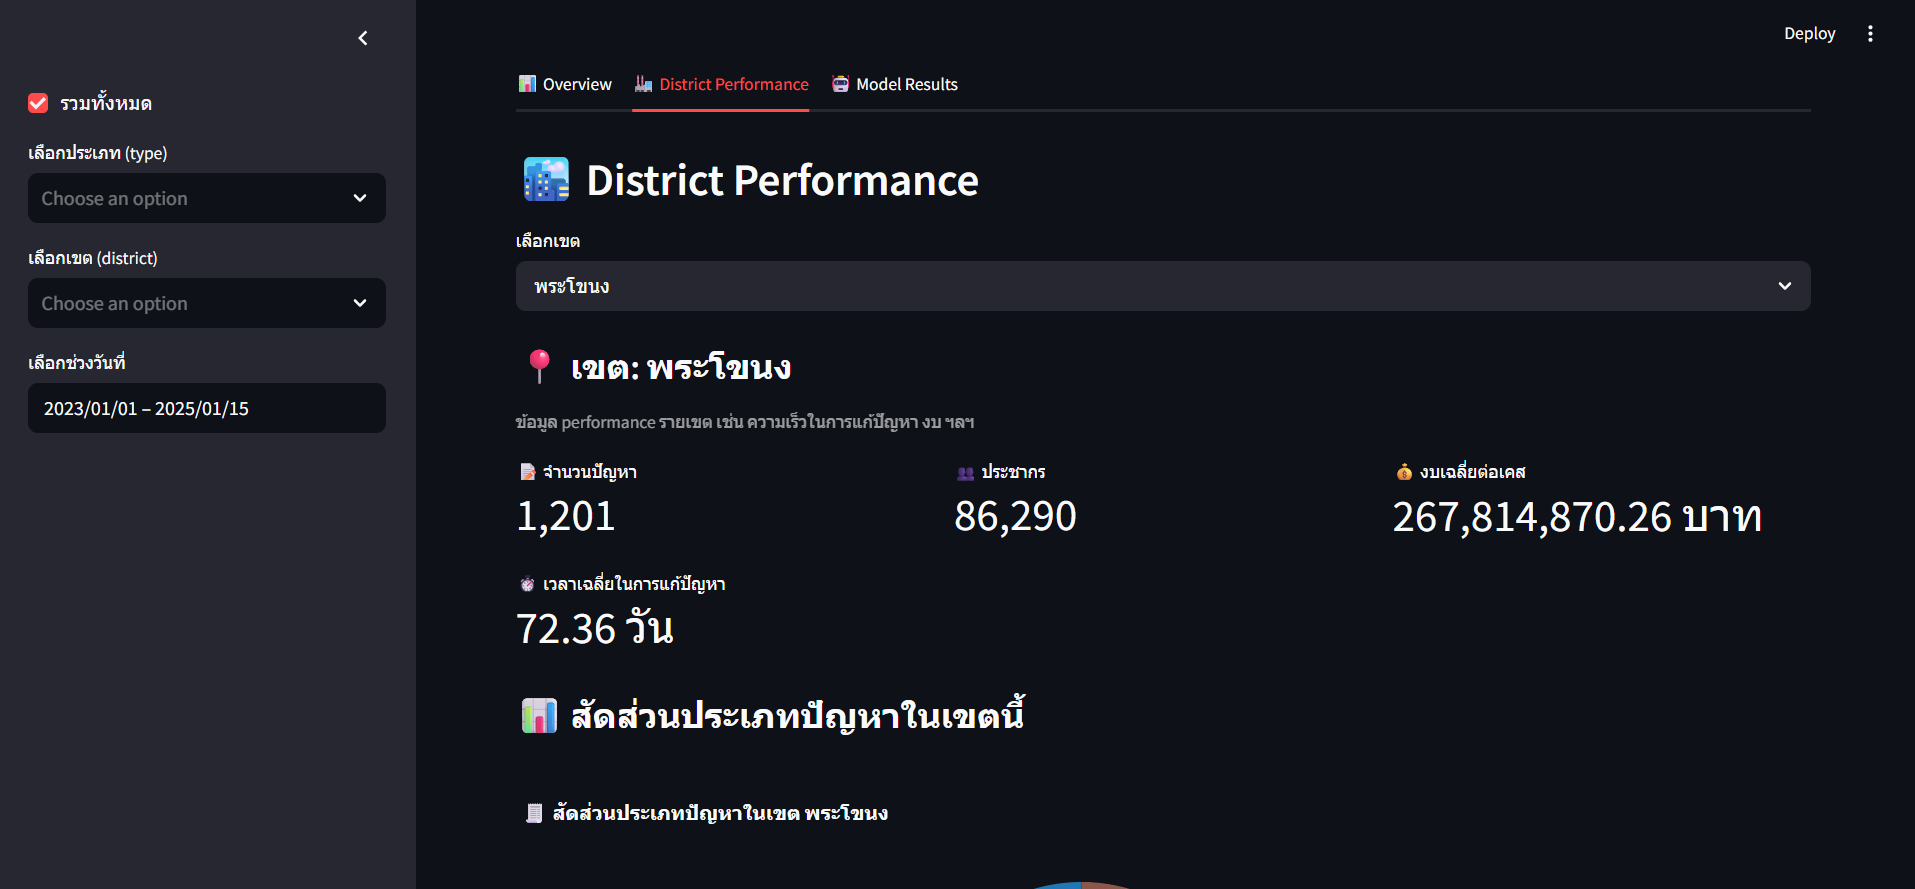 Deploy
รวมทั้งหมด
เลือกประเภท (type)
Choose an option
เลือกเขต (district)
Choose an option
เลือกช่วงวันที่
2023/01/01 – 2025/01/15
Overview
District Performance
Model Results
District Performance
เลือกเขต
พระโขนง
เขต: พระโขนง
ข้อมูล performance รายเขต เช่น ความเร็วในการแก้ปัญหา งบ ฯลฯ
จำนวนปัญหา
1,201
ประชากร
86,290
งบเฉลี่ยต่อเคส
267,814,870.26 บาท
เวลาเฉลี่ยในการแก้ปัญหา
72.36 วัน
สัดส่วนประเภทปัญหาในเขตนี้
สัดส่วนประเภทปัญหาในเขต พระโขนง